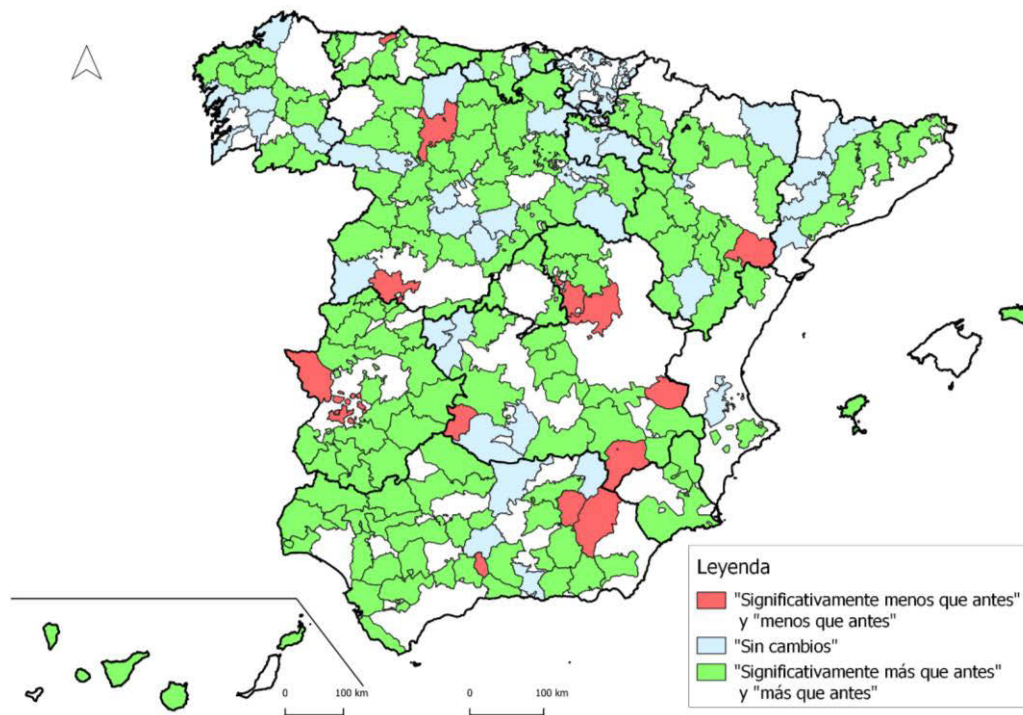 Leyenda
"Significativamente menos que antes"
y "menos que antes"
"Sin cambios"
"Significativamente más que antes"
y "más que antes"
0 100 km
0 100 km